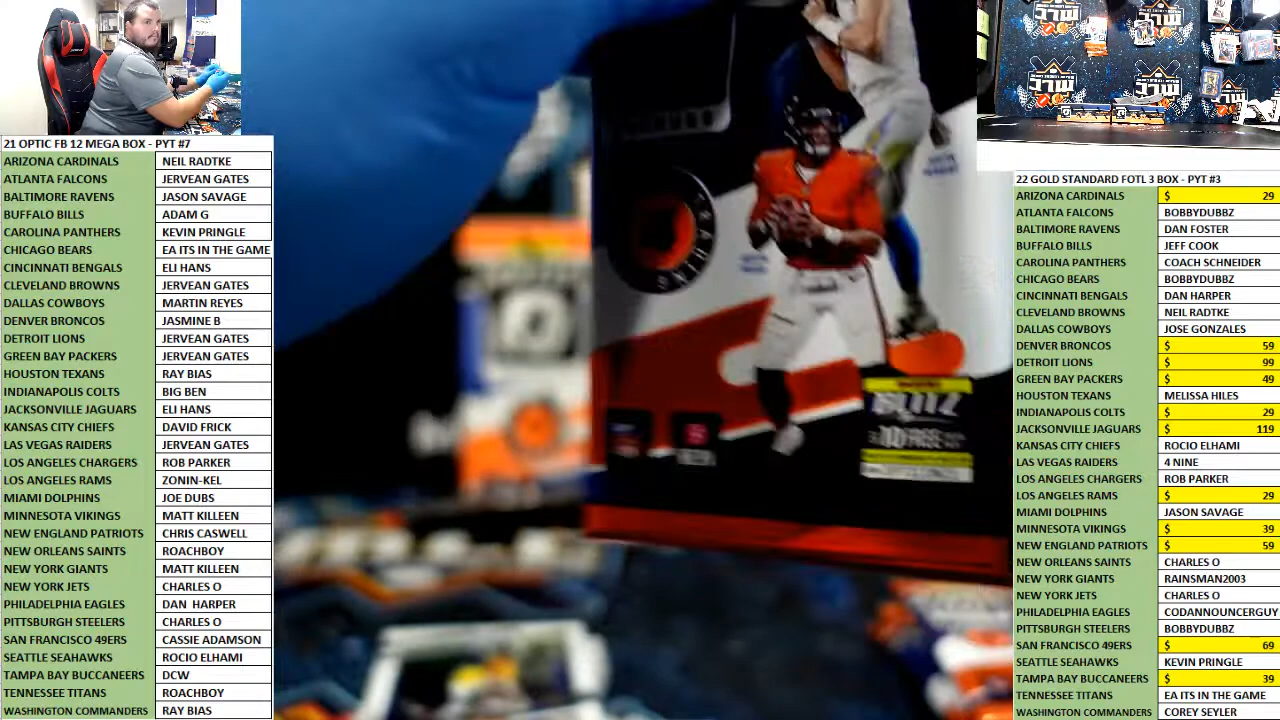 21 OPTIC FB 12 MEGA BOX - PYT #7
ARIZONA CARDINALS NEIL RADTKE
ATLANTA FALCONS JERVEAN GATES
BALTIMORE RAVENS JASON SAVAGE
BUFFALO BILLS ADAM G
CAROLINA PANTHERS KEVIN PRINGLE
CHICAGO BEARS EA ITS IN THE GAME
CINCINNATI BENGALS ELI HANS
CLEVELAND BROWNS JERVEAN GATES
DALLAS COWBOYS MARTIN REYES
DENVER BRONCOS JASMINE B
DETROIT LIONS JERVEAN GATES
GREEN BAY PACKERS JERVEAN GATES
HOUSTON TEXANS RAY BIAS
INDIANAPOLIS COLTS BIG BEN
JACKSONVILLE JAGUARS ELI HANS
KANSAS CITY CHIEFS DAVID FRICK
LAS VEGAS RAIDERS JERVEAN GATES
LOS ANGELES CHARGERS ROB PARKER
LOS ANGELES RAMS ZONIN-KEL
MIAMI DOLPHINS JOE DUBS
MINNESOTA VIKINGS MATT KILLEEN
NEW ENGLAND PATRIOTS CHRIS CASWELL
NEW ORLEANS SAINTS ROACHBOY
NEW YORK GIANTS MATT KILLEEN
NEW YORK JETS CHARLES O
PHILADELPHIA EAGLES DAN HARPER
PITTSBURGH STEELERS CHARLES O
SAN FRANCISCO 49ERS CASSIE ADAMSON
SEATTLE SEAHAWKS ROCIO ELHAMI
TAMPA BAY BUCCANEERS DCW
TENNESSEE TITANS ROACHBOY
WASHINGTON COMMANDERS RAY BIAS
BLITZ
22 GOLD STANDARD FOTL 3 BOX - PYT #3
ARIZONA CARDINALS $ 29
ATLANTA FALCONS BOBBYDUBBZ
BALTIMORE RAVENS DAN FOSTER
BUFFALO BILLS JEFF COOK
CAROLINA PANTHERS COACH SCHNEIDER
CHICAGO BEARS BOBBYDUBBZ
CINCINNATI BENGALS DAN HARPER
CLEVELAND BROWNS NEIL RADTKE
DALLAS COWBOYS JOSE GONZALES
DENVER BRONCOS $ 59
DETROIT LIONS $ 99
GREEN BAY PACKERS $ 49
HOUSTON TEXANS MELISSA HILES
INDIANAPOLIS COLTS $ 29
JACKSONVILLE JAGUARS $ 119
KANSAS CITY CHIEFS ROCIO ELHAMI
LAS VEGAS RAIDERS 4 NINE
LOS ANGELES CHARGERS ROB PARKER
LOS ANGELES RAMS $ 29
MIAMI DOLPHINS JASON SAVAGE
MINNESOTA VIKINGS $ 39
NEW ENGLAND PATRIOTS $ 59
NEW ORLEANS SAINTS CHARLES O
NEW YORK GIANTS RAINSMAN2003
NEW YORK JETS CHARLES O
PHILADELPHIA EAGLES CODANNOUNCERGUY
PITTSBURGH STEELERS BOBBYDUBBZ
SAN FRANCISCO 49ERS $ 69
SEATTLE SEAHAWKS KEVIN PRINGLE
TAMPA BAY BUCCANEERS $ 39
TENNESSEE TITANS EA ITS IN THE GAME
WASHINGTON COMMANDERS COREY SEYLER